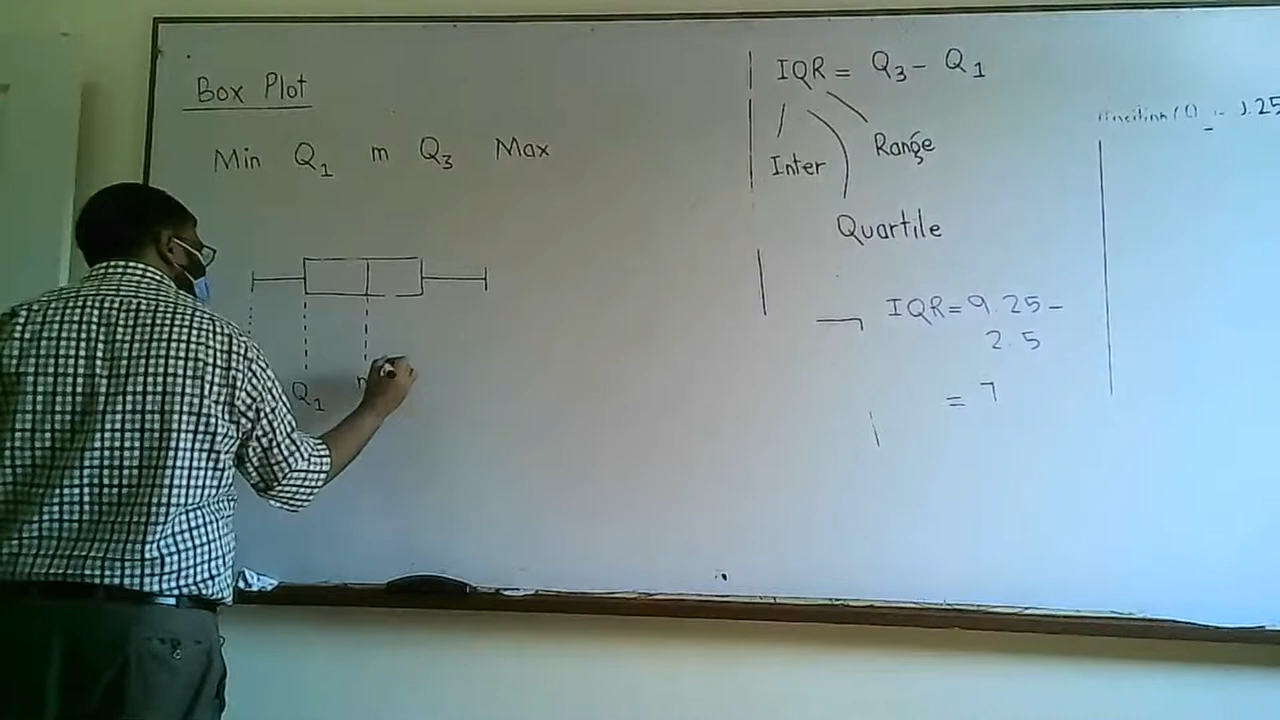 Box Plot
Min Q₁ m Q₃ Max
Q₁
IQR = Q₃ - Q₁
Inter
Range
Quartile
IQR = 9.25 -
2.5
= 7